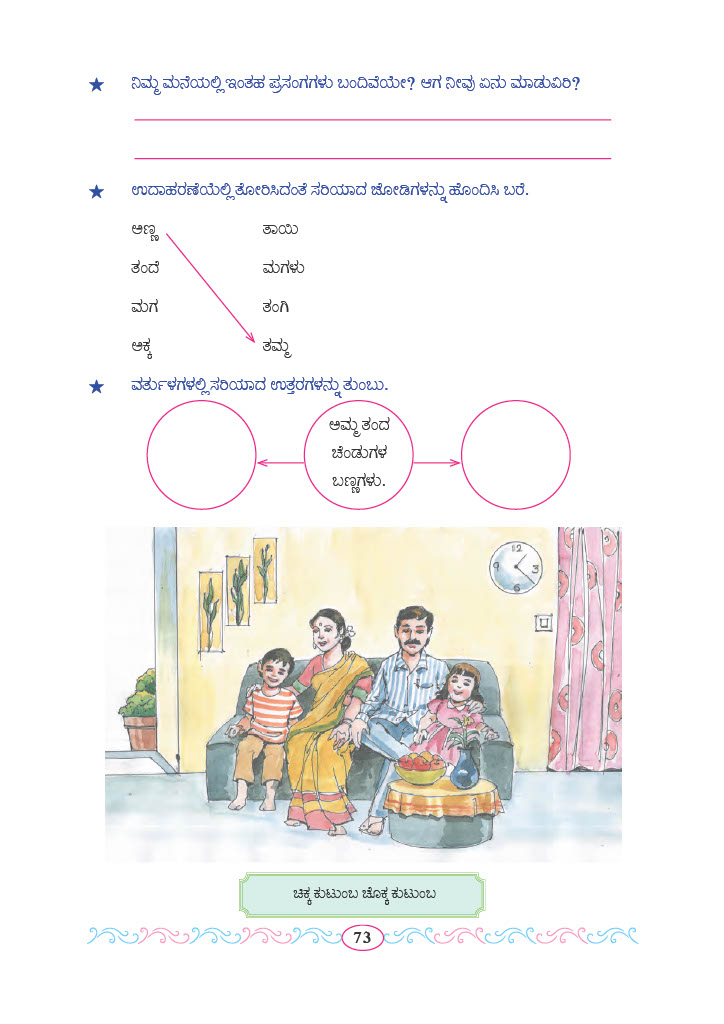 ★ ನಿಮ್ಮ ಮನೆಯಲ್ಲಿ ಇಂತಹ ಪ್ರಸಂಗಗಳು ಬಂದಿವೆಯೇ? ಆಗ ನೀವು ಏನು ಮಾಡುವಿರಿ?
★ ಉದಾಹರಣೆಯೆಲ್ಲಿ ತೋರಿಸಿದಂತೆ ಸರಿಯಾದ ಜೋಡಿಗಳನ್ನು ಹೊಂದಿಸಿ ಬರೆ.
ಅಣ್ಣ ತಾಯಿ
ತಂದೆ ಮಗಳು
ಮಗ ತಂಗಿ
ಅಕ್ಕ ತಮ್ಮ
★ ವರ್ತುಳಗಳಲ್ಲಿ ಸರಿಯಾದ ಉತ್ತರಗಳನ್ನು ತುಂಬು.
ಅಮ್ಮ ತಂದ
ಚೆಂಡುಗಳ
ಬಣ್ಣಗಳು.
12
9 3
6
ಚಿಕ್ಕ ಕುಟುಂಬ ಚೊಕ್ಕ ಕುಟುಂಬ
73